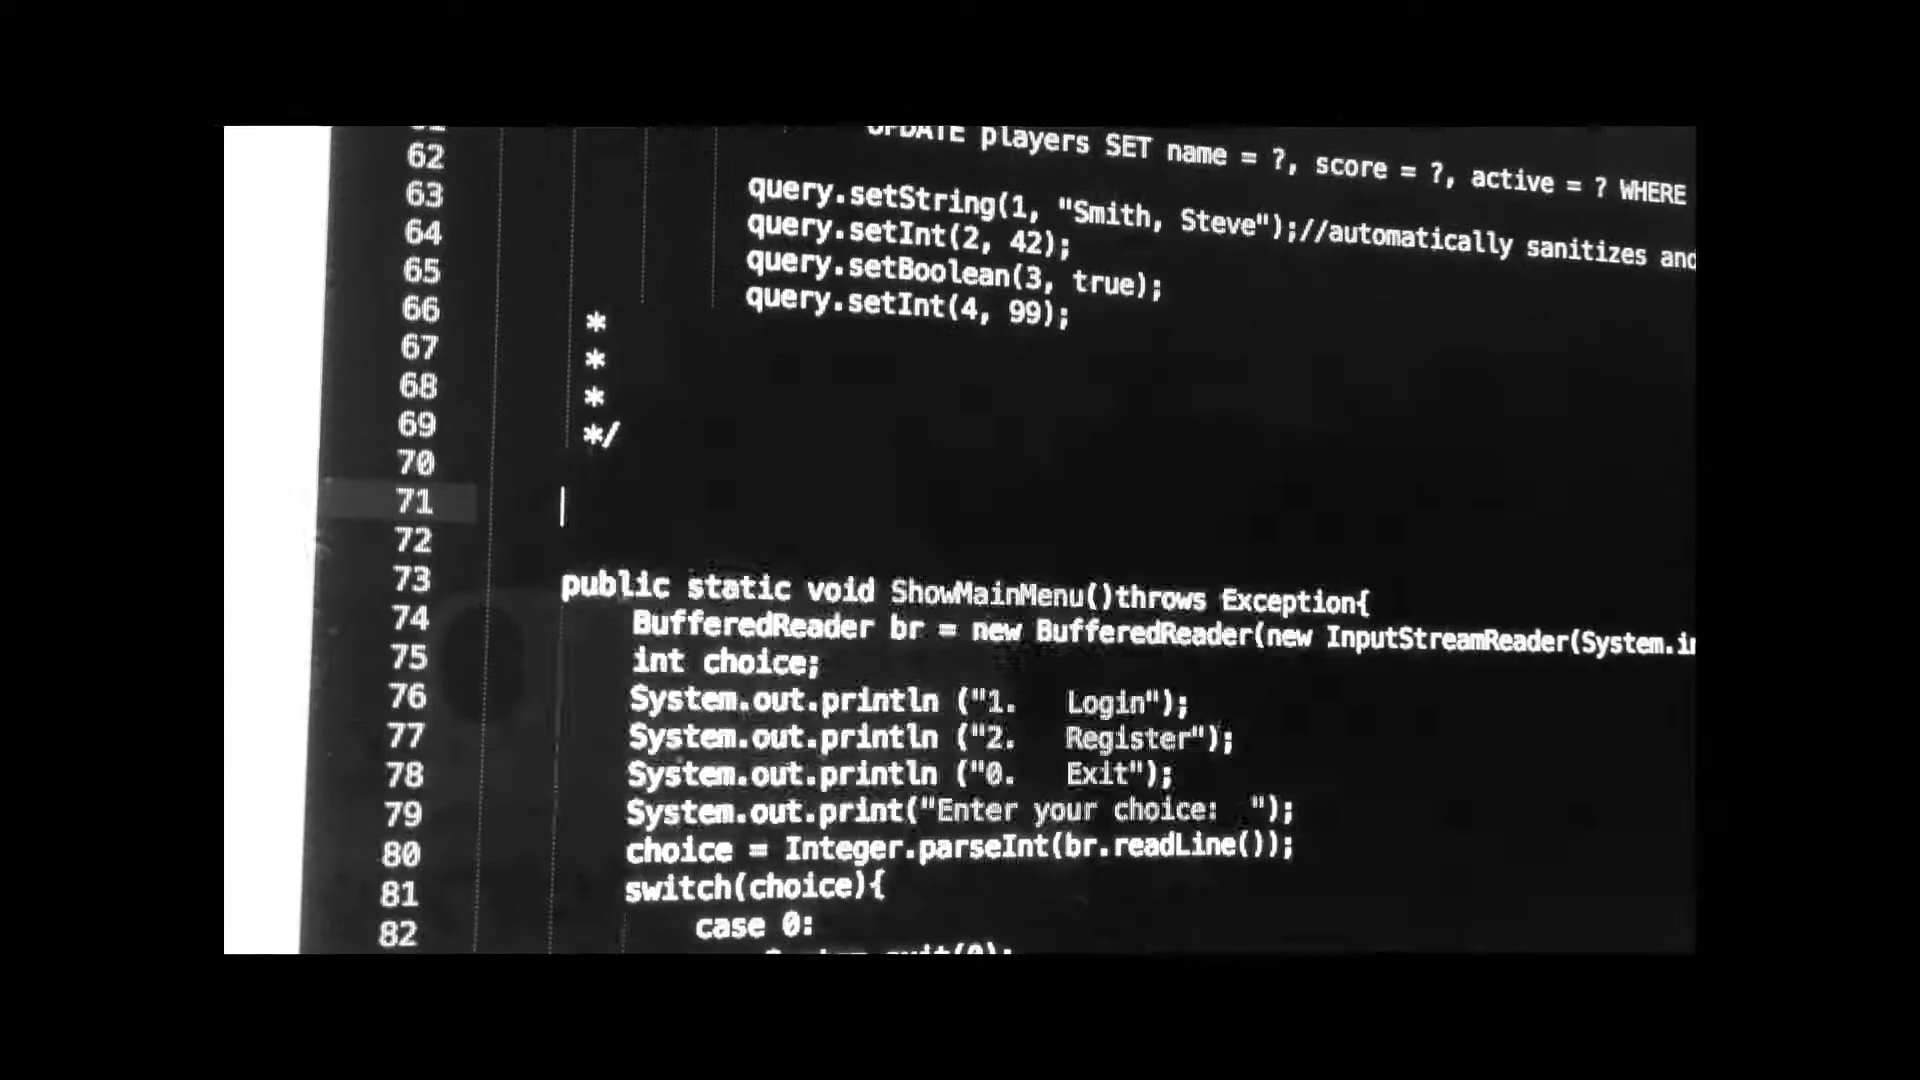 62
UPDATE players SET name = ?, score = ?, active = ? WHERE
63 query.setString(1, "Smith, Steve");//automatically sanitizes and
64 query.setInt(2, 42);
65 query.setBoolean(3, true);
66 query.setInt(4, 99);
*
67 *
68 *
69 */
70
71
72
73 public static void ShowMainMenu()throws Exception{
74 BufferedReader br = new BufferedReader(new InputStreamReader(System.in
75 int choice;
76 System.out.println ("1.   Login");
77 System.out.println ("2.   Register");
78 System.out.println ("0.   Exit");
79 System.out.print("Enter your choice:  ");
80 choice = Integer.parseInt(br.readLine());
81 switch(choice){
82 case 0: